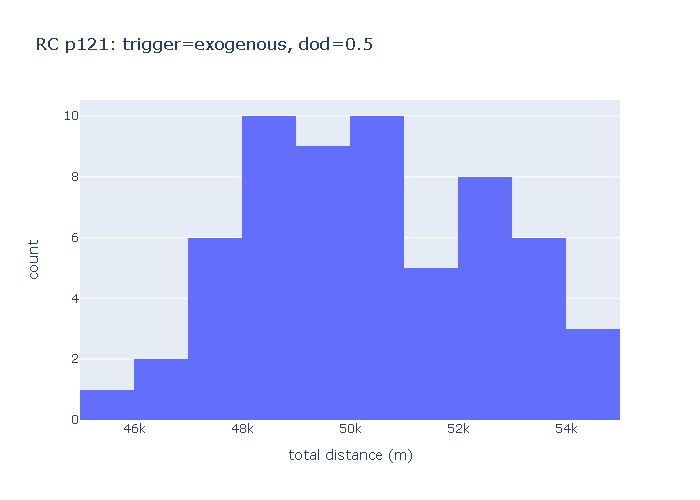 RC p121: trigger=exogenous, dod=0.5
10
8
6
4
2
0
count
46k 48k 50k 52k 54k
total distance (m)